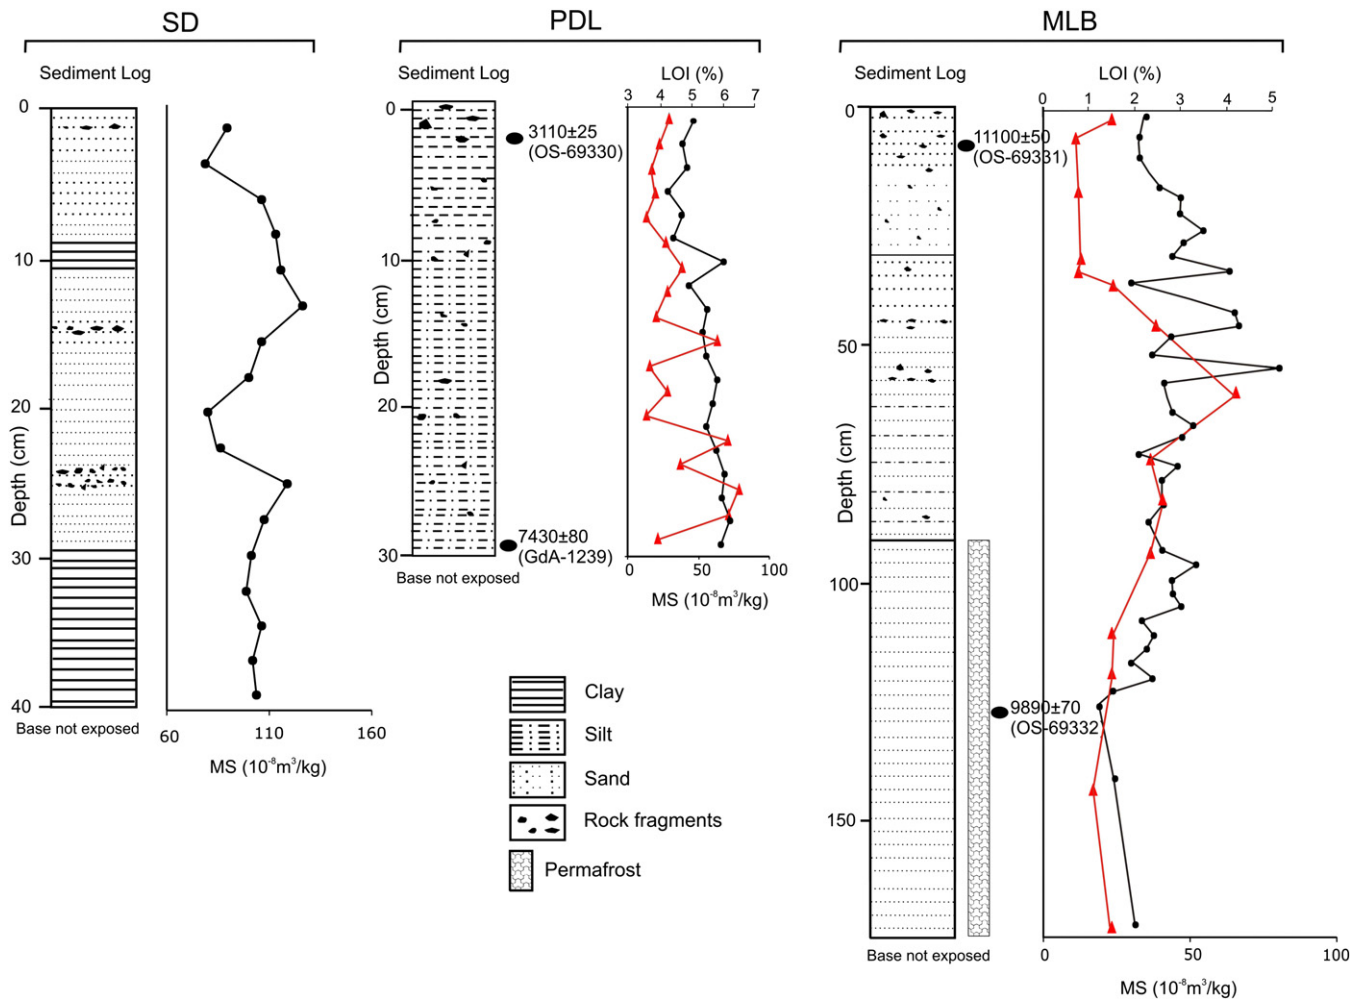 SD
Sediment Log
0
10
20
30
40
Depth (cm)
Base not exposed
60 110 160
MS (10⁻⁸m³/kg)
PDL
Sediment Log
LOI (%)
3 4 5 6 7
0
10
20
30
Depth (cm)
3110±25
(OS-69330)
7430±80
(GdA-1239)
Base not exposed
0 50 100
MS (10⁻⁸m³/kg)
Clay
Silt
Sand
Rock fragments
Permafrost
MLB
Sediment Log
LOI (%)
0 1 2 3 4 5
0
50
100
150
Depth (cm)
11100±50
(OS-69331)
9890±70
(OS-69332
Base not exposed
0 50 100
MS (10⁻⁸m³/kg)